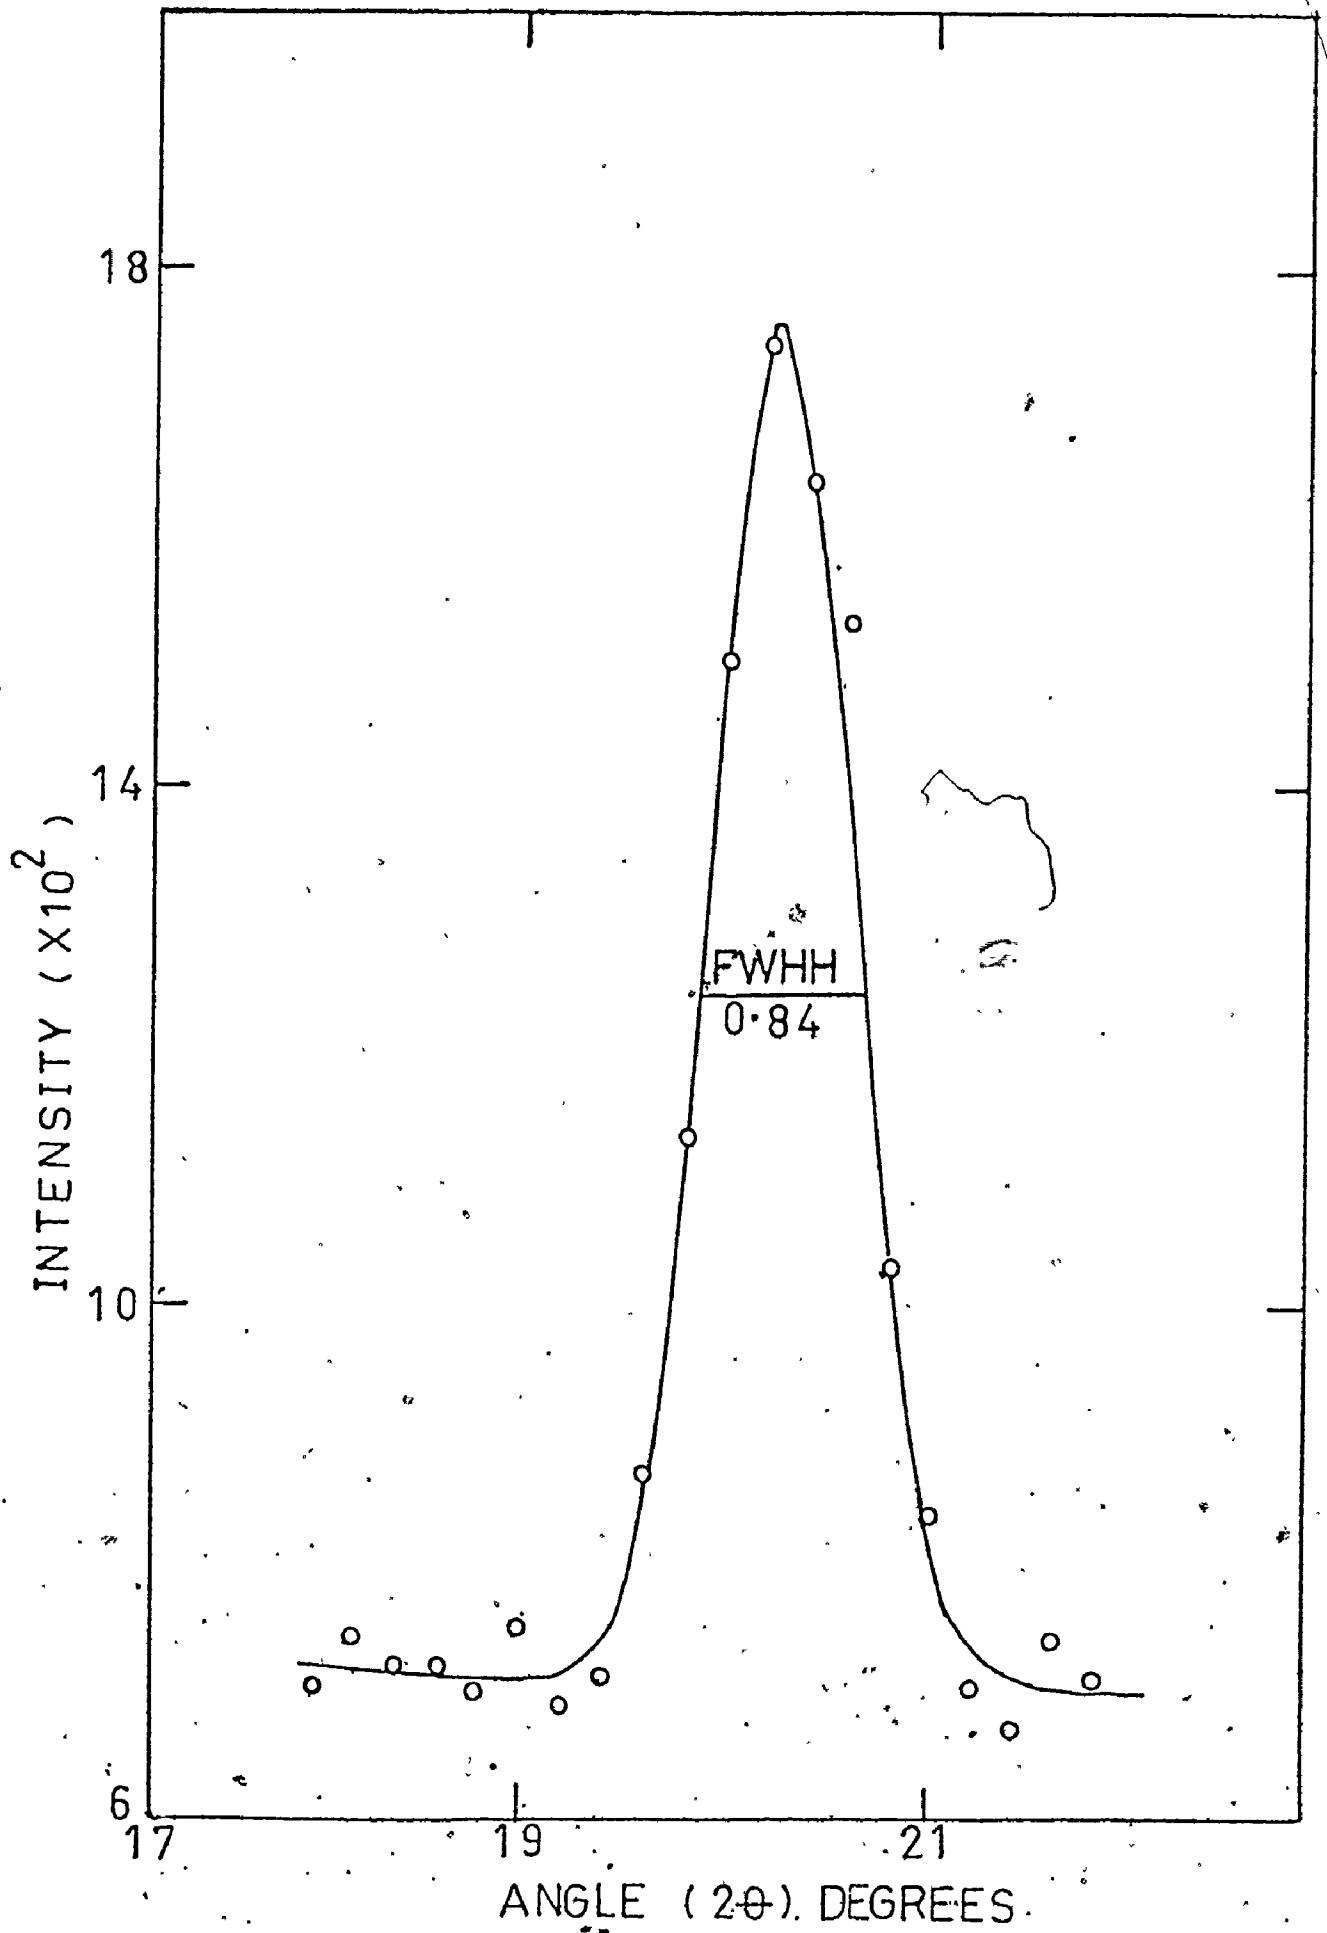 18
14
10
6
INTENSITY (X10²)
FWHH
0.84
17 19 21
ANGLE (2θ). DEGREES.